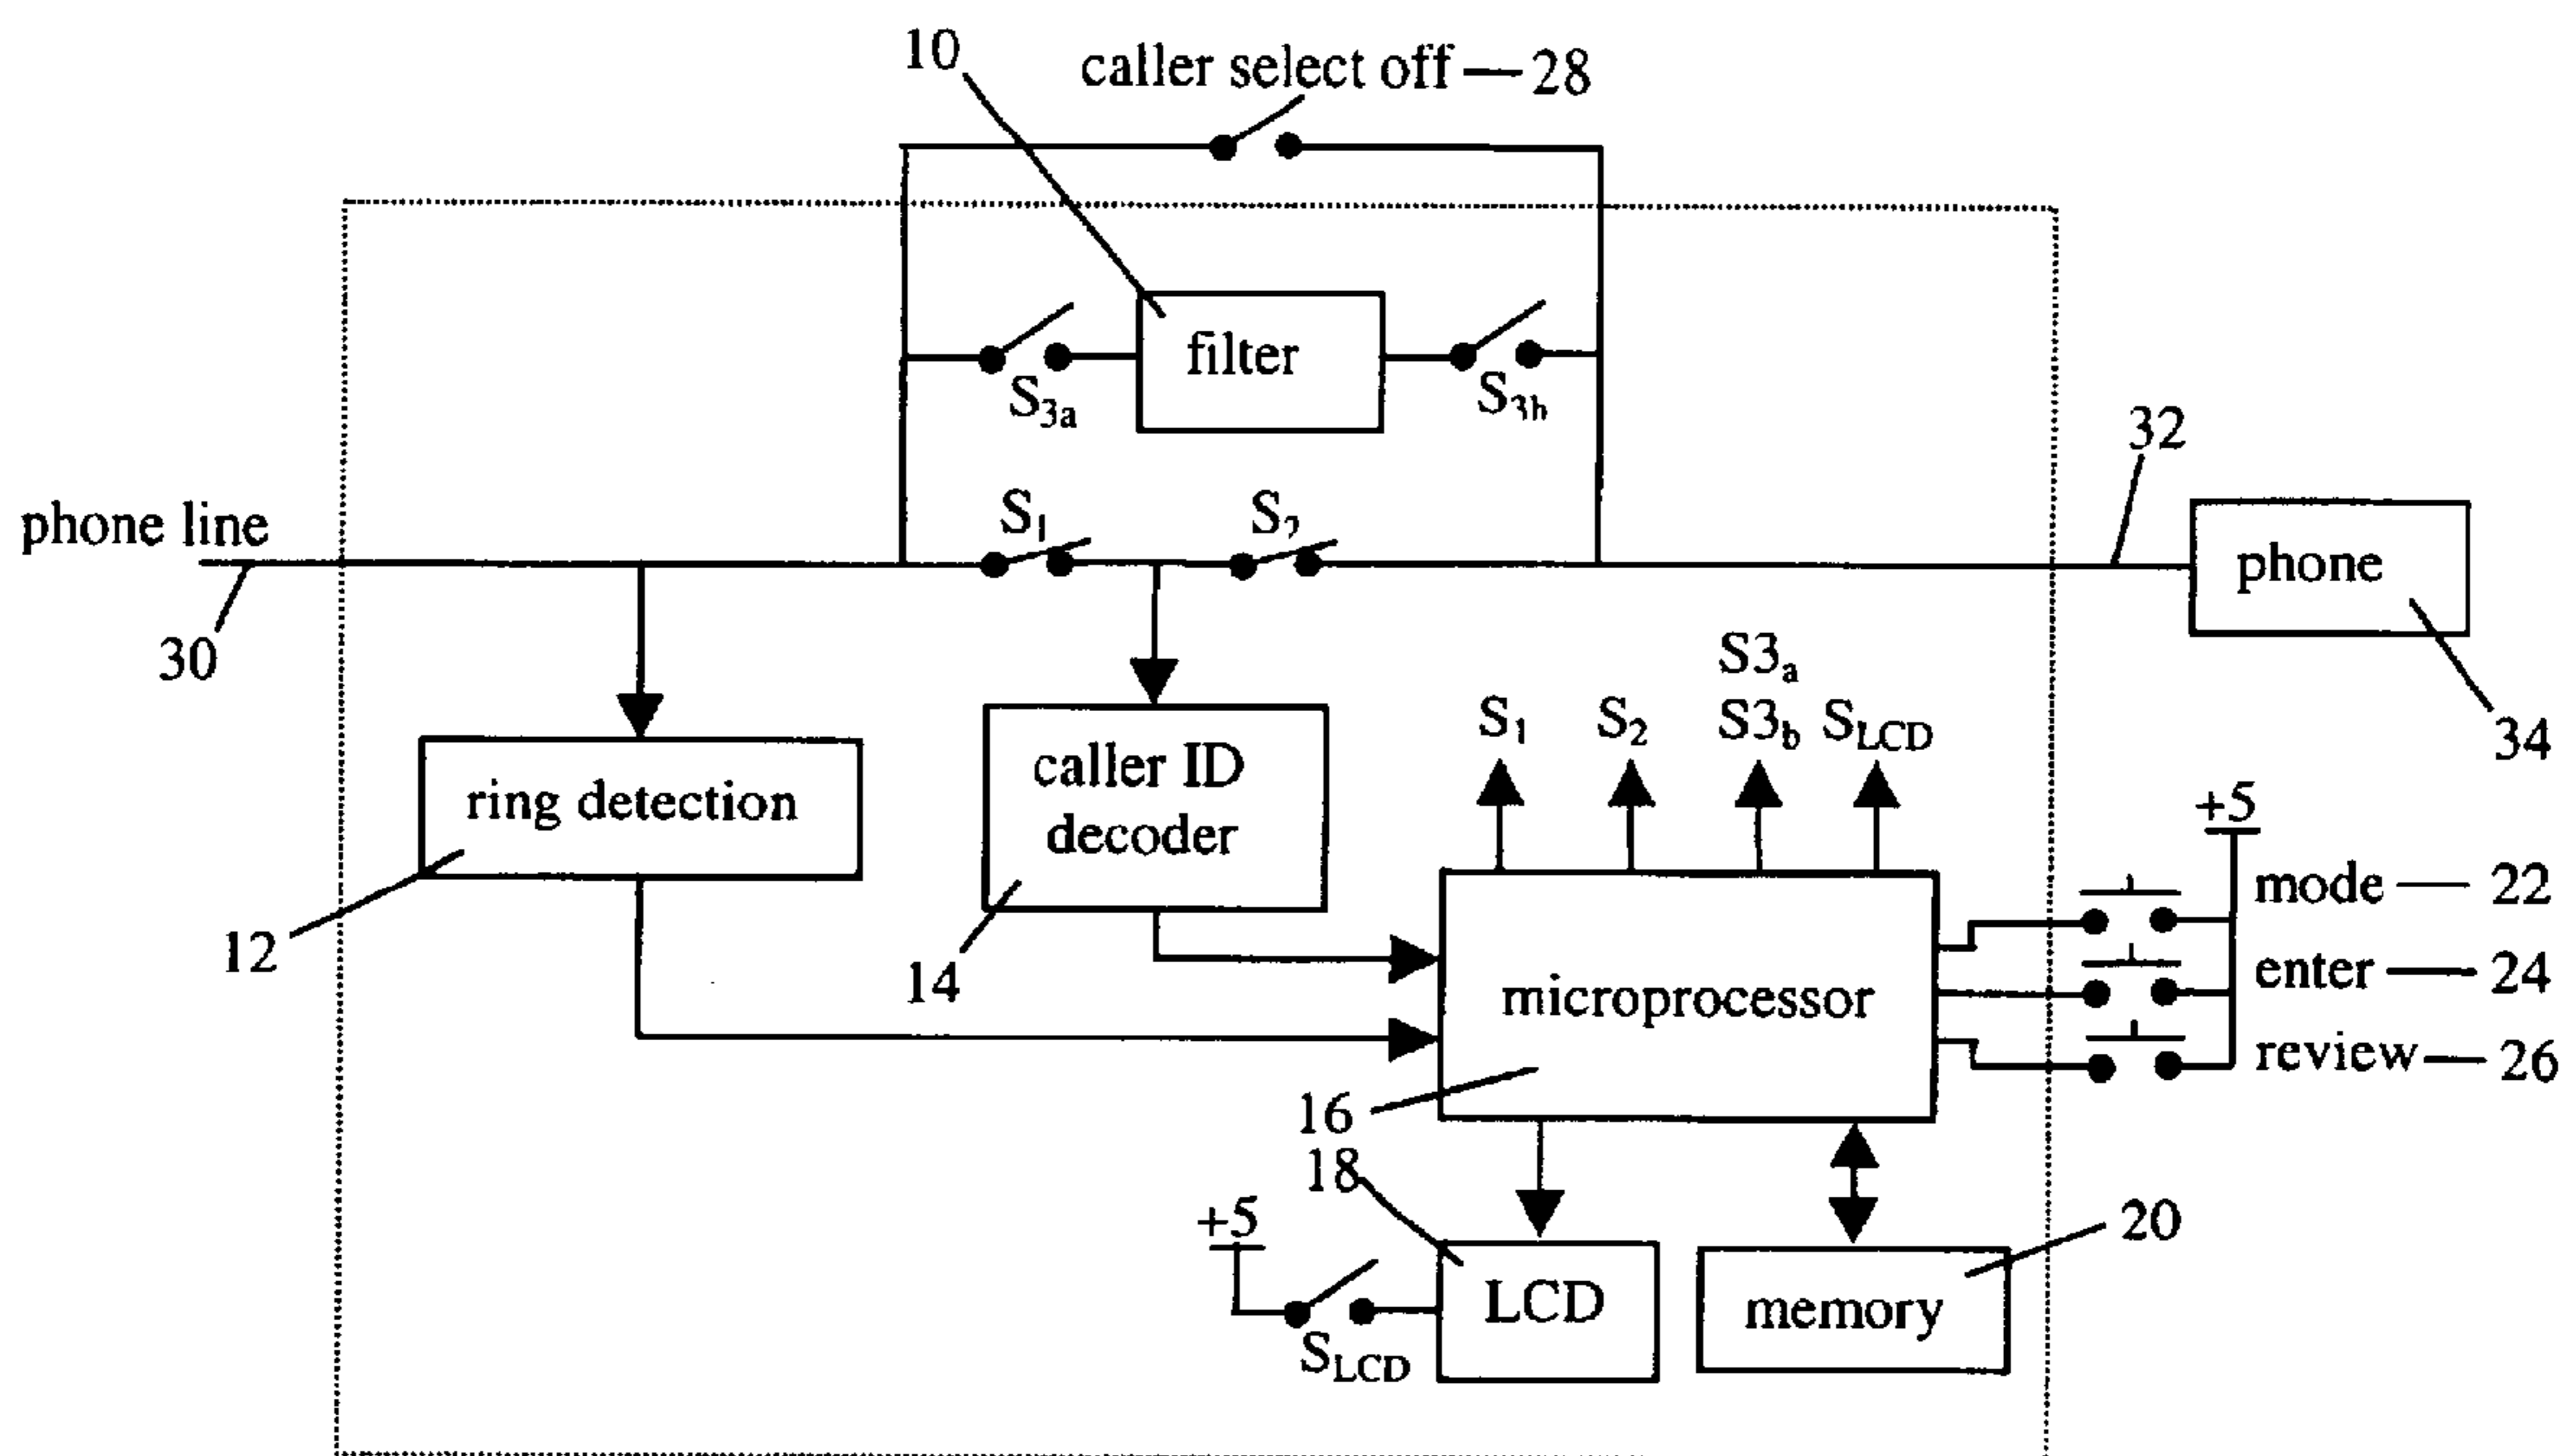 10
caller select off — 28
filter
S3a
S3b
32
phone line
S1
S2
phone
30
S3a
S1
S2
S3b
SLCD
34
ring detection
caller ID
decoder
+5
mode — 22
12
14
microprocessor
enter — 24
review — 26
16
18
+5
20
LCD
memory
SLCD